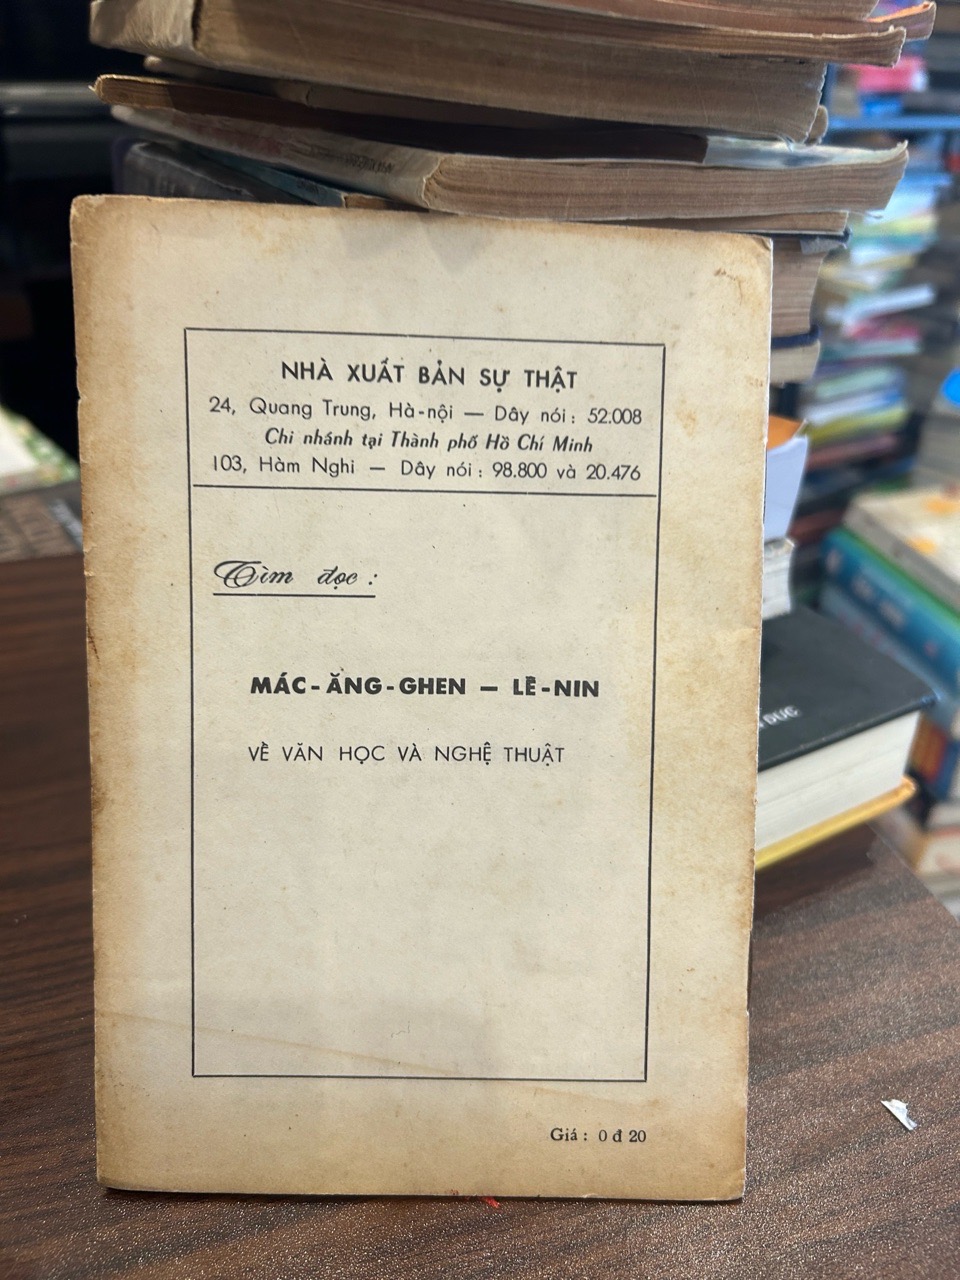 NHÀ XUẤT BẢN SỰ THẬT
24, Quang Trung, Hà-nội — Dây nói : 52.008
Chi nhánh tại Thành phố Hồ Chí Minh
103, Hàm Nghi — Dây nói : 98.800 và 20.476
Tìm đọc :
MÁC - ĂNG - GHEN — LÊ - NIN
VỀ VĂN HỌC VÀ NGHỆ THUẬT
Giá : 0 đ 20
ĐỨC